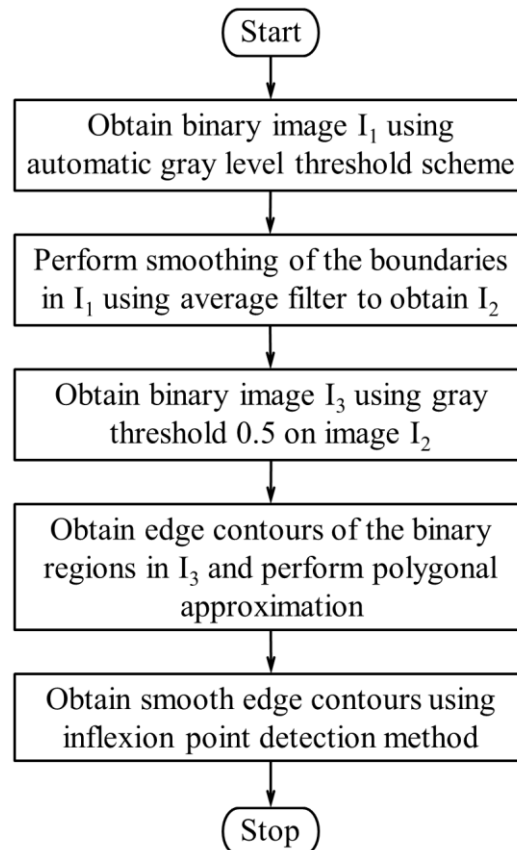 Start
Obtain binary image I₁ using
automatic gray level threshold scheme
Perform smoothing of the boundaries
in I₁ using average filter to obtain I₂
Obtain binary image I₃ using gray
threshold 0.5 on image I₂
Obtain edge contours of the binary
regions in I₃ and perform polygonal
approximation
Obtain smooth edge contours using
inflexion point detection method
Stop